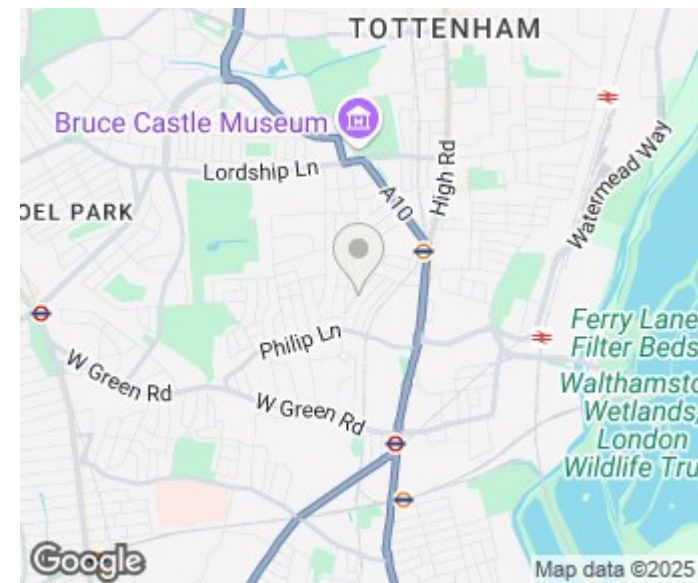 TOTTENHAM
Bruce Castle Museum
Lordship Ln
High Rd
A10
Watermead Way
OEL PARK
Philip Ln
W Green Rd
W Green Rd
Ferry Lane
Filter Beds
Walthamsto
Wetlands,
London
Wildlife Tru
Google
Map data ©2025